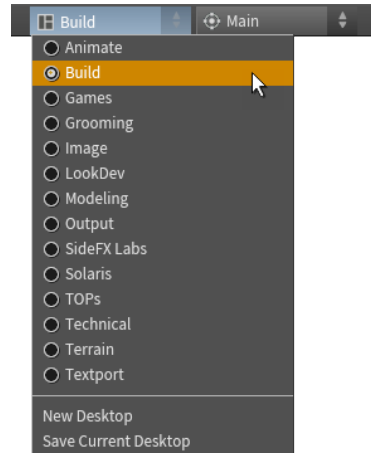 Build Main
Animate
Build
Games
Grooming
Image
LookDev
Modeling
Output
SideFX Labs
Solaris
TOPs
Technical
Terrain
Textport
New Desktop
Save Current Desktop